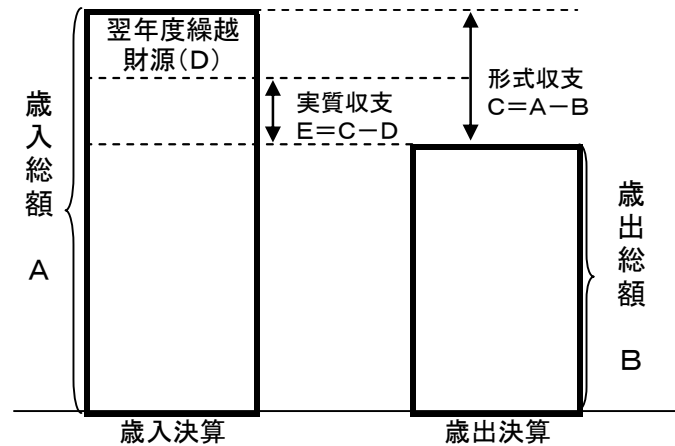 翌年度繰越
財源(D)
歳入総額 A
実質収支
E=C-D
形式収支
C=A-B
歳出総額 B
歳入決算
歳出決算